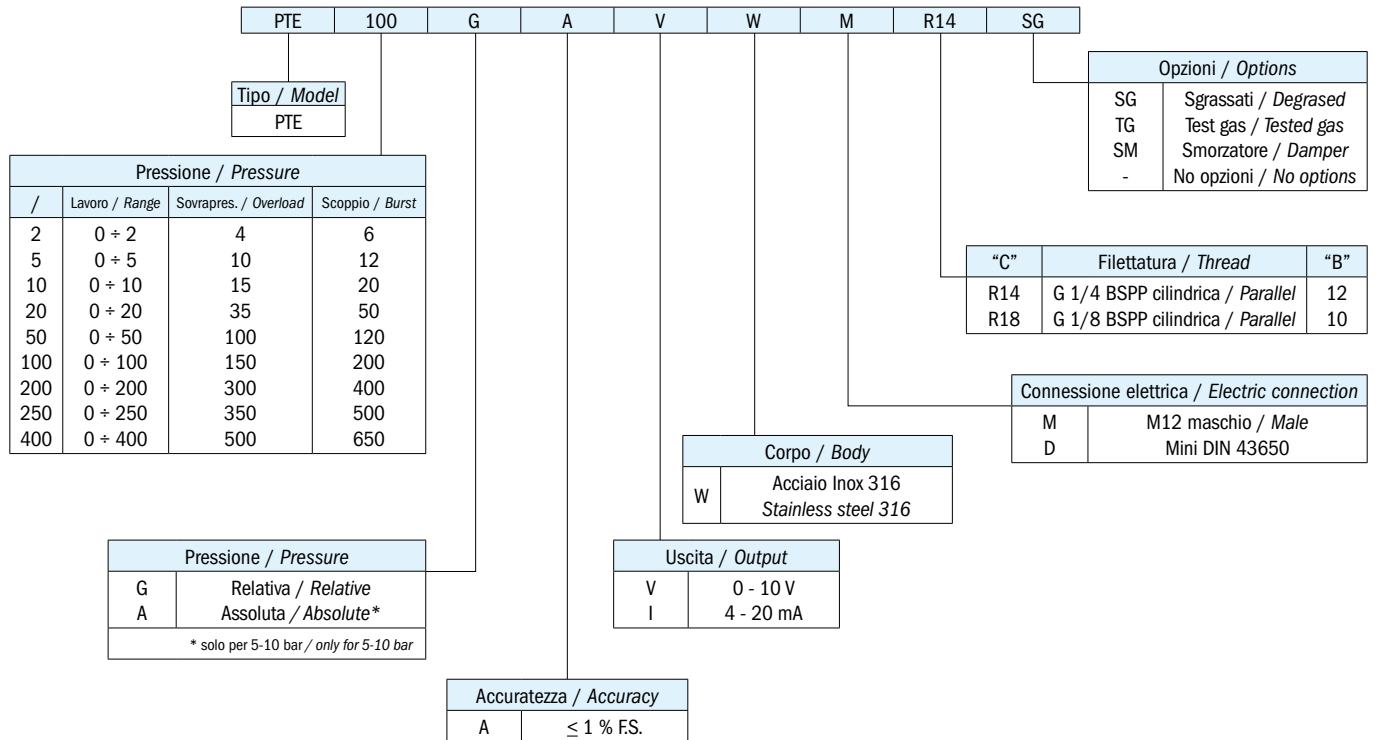 PTE 100 G A V W M R14 SG
Tipo / Model
PTE
Opzioni / Options
SG Sgrassati / Degrased
TG Test gas / Tested gas
SM Smorzatore / Damper
- No opzioni / No options
Pressione / Pressure
/ Lavoro / Range Sovrapres. / Overload Scoppio / Burst
2 0 ÷ 2 4 6
5 0 ÷ 5 10 12
10 0 ÷ 10 15 20
20 0 ÷ 20 35 50
50 0 ÷ 50 100 120
100 0 ÷ 100 150 200
200 0 ÷ 200 300 400
250 0 ÷ 250 350 500
400 0 ÷ 400 500 650
“C” Filettatura / Thread “B”
R14 G 1/4 BSPP cilindrica / Parallel 12
R18 G 1/8 BSPP cilindrica / Parallel 10
Connessione elettrica / Electric connection
M M12 maschio / Male
D Mini DIN 43650
Corpo / Body
W Acciaio Inox 316
Stainless steel 316
Pressione / Pressure
G Relativa / Relative
A Assoluta / Absolute*
* solo per 5-10 bar / only for 5-10 bar
Uscita / Output
V 0 - 10 V
I 4 - 20 mA
Accuratezza / Accuracy
A ≤ 1 % F.S.